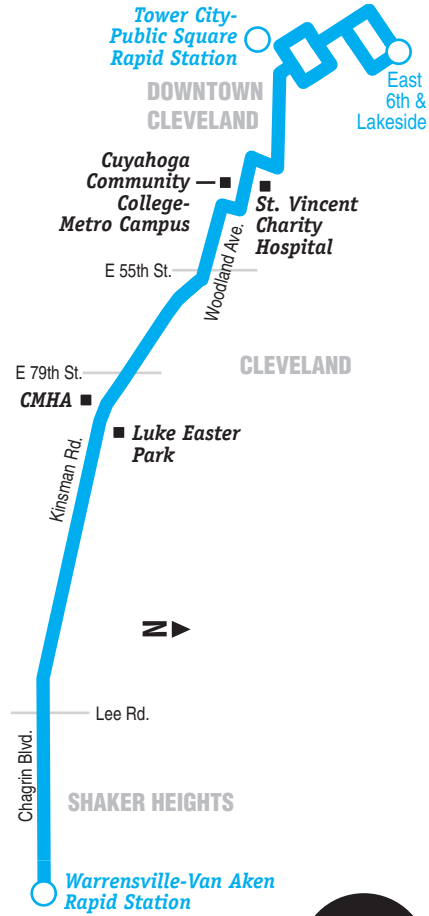 Tower City-
Public Square
Rapid Station
East
6th &
Lakeside
DOWNTOWN
CLEVELAND
Cuyahoga
Community
College-
Metro Campus
St. Vincent
Charity
Hospital
Woodland Ave.
E 55th St.
CLEVELAND
E 79th St.
CMHA
Luke Easter
Park
Kinsman Rd.
N
Lee Rd.
Chagrin Blvd.
SHAKER HEIGHTS
Warrensville-Van Aken
Rapid Station